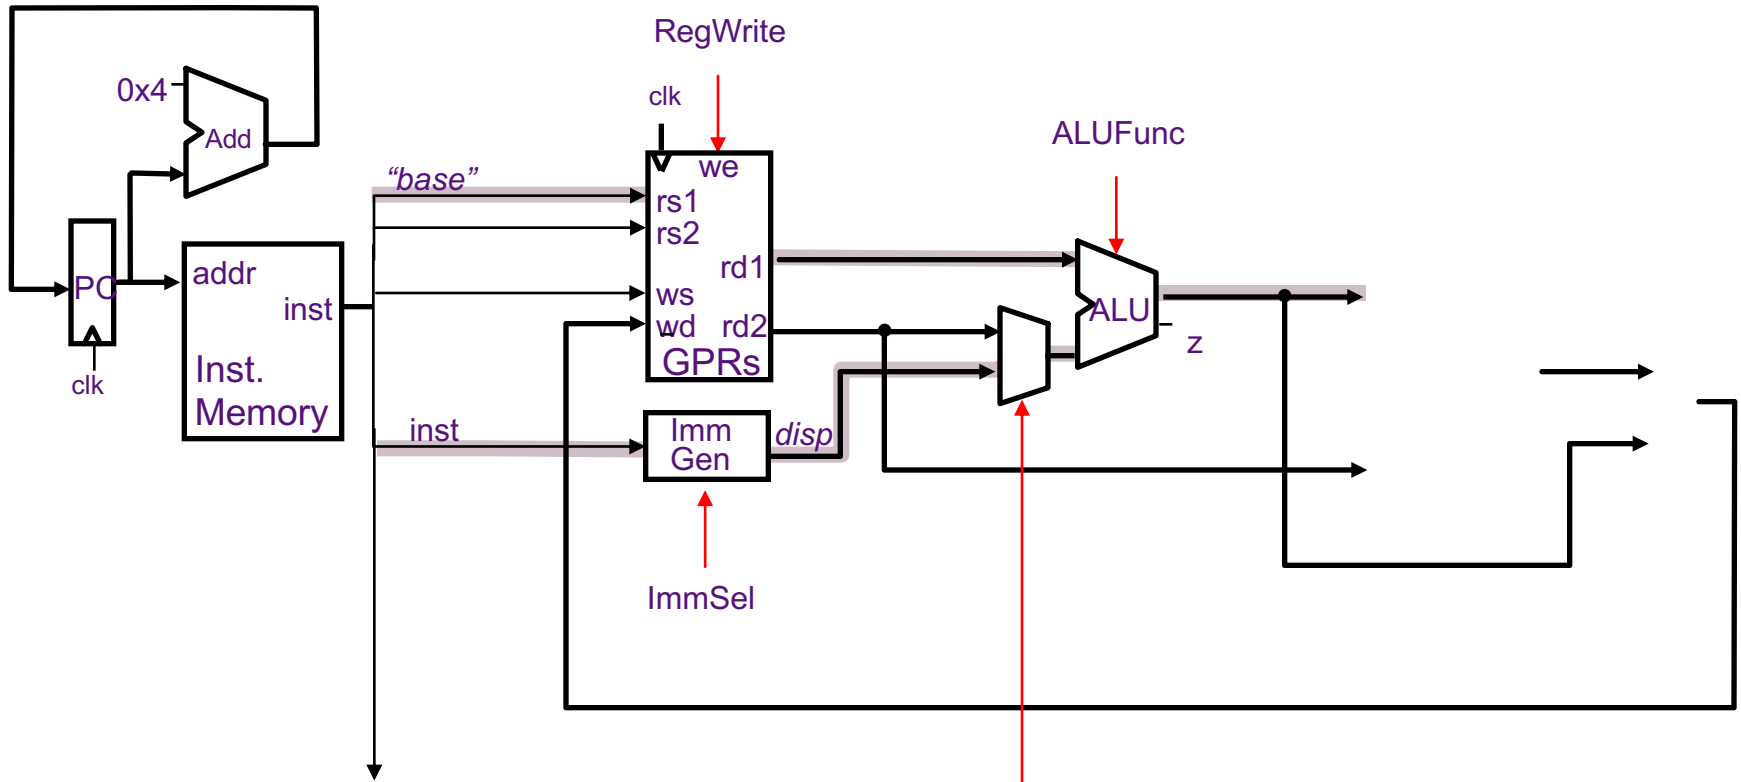 RegWrite
0x4
clk
Add
ALUFunc
we
"base"
rs1
rs2
addr
PC
rd1
inst
ws
ALU
wd
rd2
z
GPRs
Inst.
clk
Memory
inst
Imm
disp
Gen
ImmSel